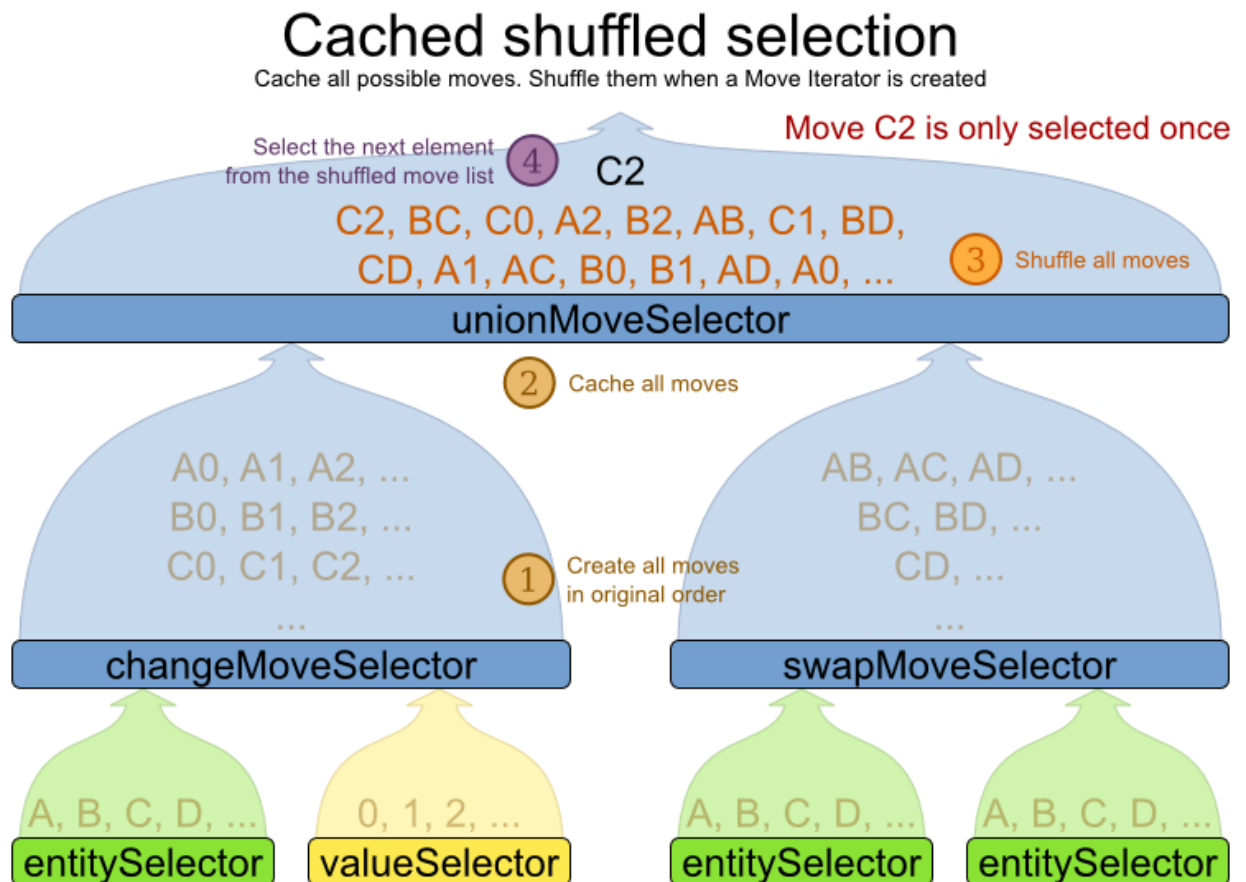 Cached shuffled selection
Cache all possible moves. Shuffle them when a Move Iterator is created
Move C2 is only selected once
Select the next element
from the shuffled move list
4
C2
C2, BC, C0, A2, B2, AB, C1, BD,
CD, A1, AC, B0, B1, AD, A0, ...
3
Shuffle all moves
unionMoveSelector
2
Cache all moves
A0, A1, A2, ...
B0, B1, B2, ...
C0, C1, C2, ...
...
1
Create all moves
in original order
AB, AC, AD, ...
BC, BD, ...
CD, ...
...
changeMoveSelector
swapMoveSelector
A, B, C, D, ...
0, 1, 2, ...
A, B, C, D, ...
A, B, C, D, ...
entitySelector
valueSelector
entitySelector
entitySelector